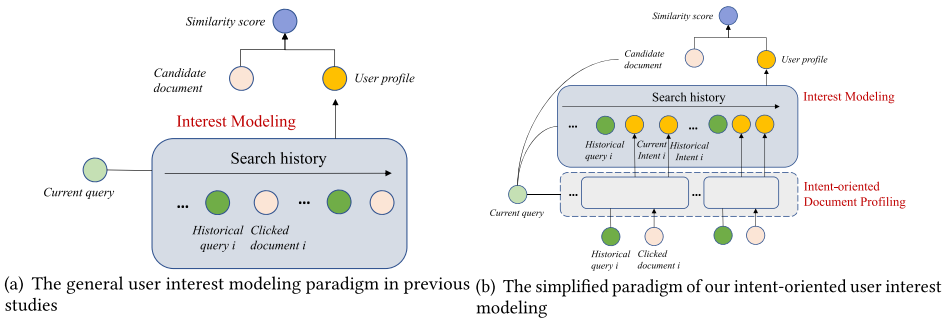 Similarity score
Candidate
document
User profile
Interest Modeling
Search history
Current query
...
...
Historical
query i
Clicked
document i
(a) The general user interest modeling paradigm in previous
studies
Similarity score
Candidate
document
User profile
Interest Modeling
Search history
...
...
Historical
query i
Current
Intent i
Historical
Intent i
Intent-oriented
Document Profiling
...
...
Current query
Historical
query i
Clicked
document i
(b) The simplified paradigm of our intent-oriented user interest
modeling